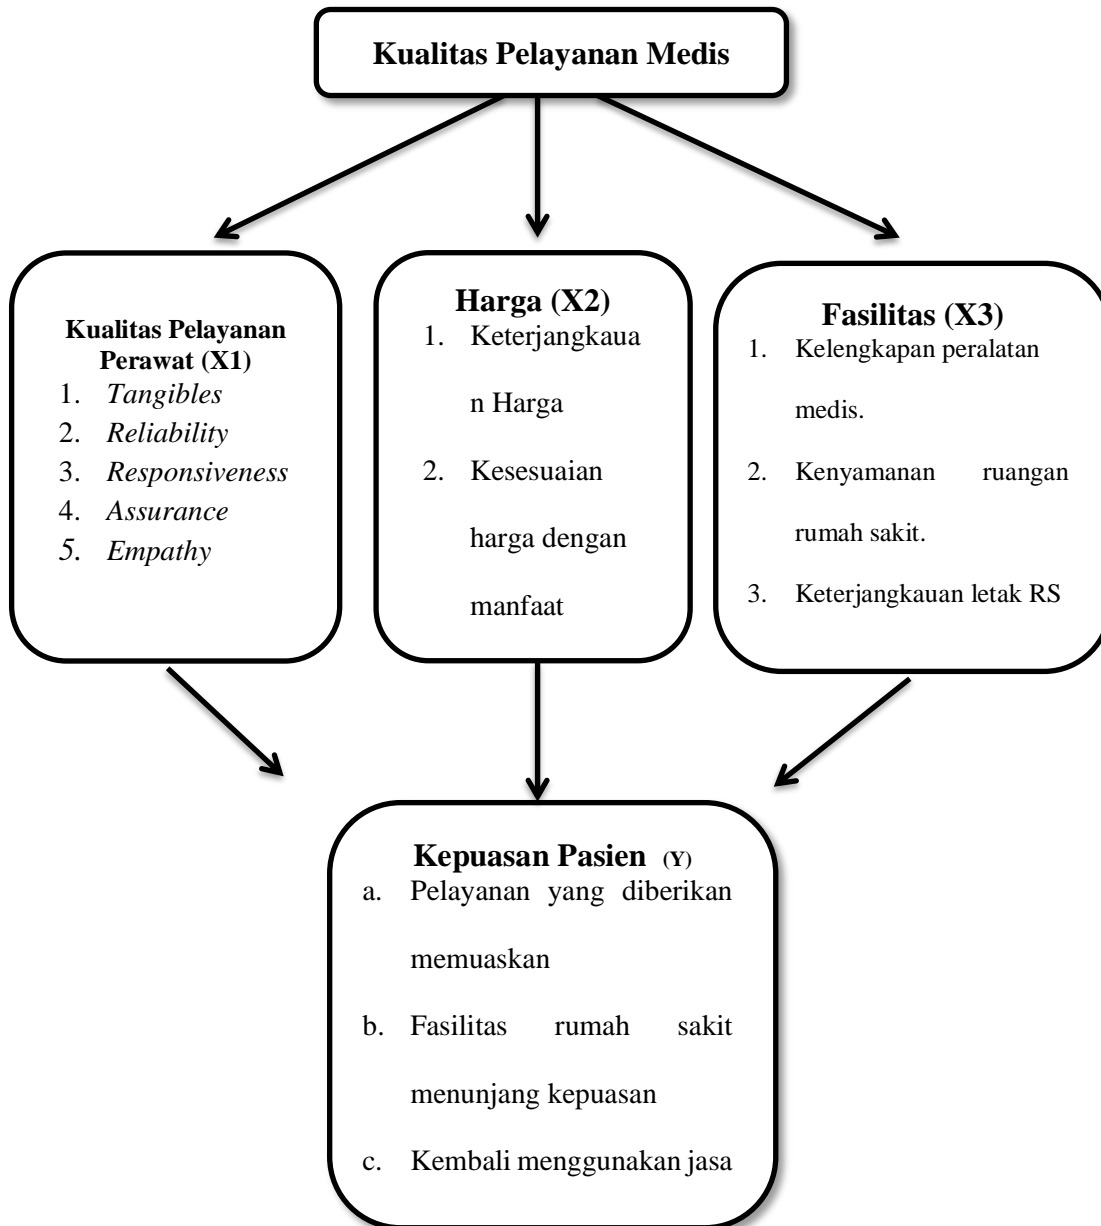 Kualitas Pelayanan Medis
Kualitas Pelayanan
Perawat (X1)
1. Tangibles
2. Reliability
3. Responsiveness
4. Assurance
5. Empathy
Harga (X2)
1. Keterjangkaua
n Harga
2. Kesesuaian
harga dengan
manfaat
Fasilitas (X3)
1. Kelengkapan peralatan
medis.
2. Kenyamanan ruangan
rumah sakit.
3. Keterjangkauan letak RS
Kepuasan Pasien (Y)
a. Pelayanan yang diberikan
memuaskan
b. Fasilitas rumah sakit
menunjang kepuasan
c. Kembali menggunakan jasa